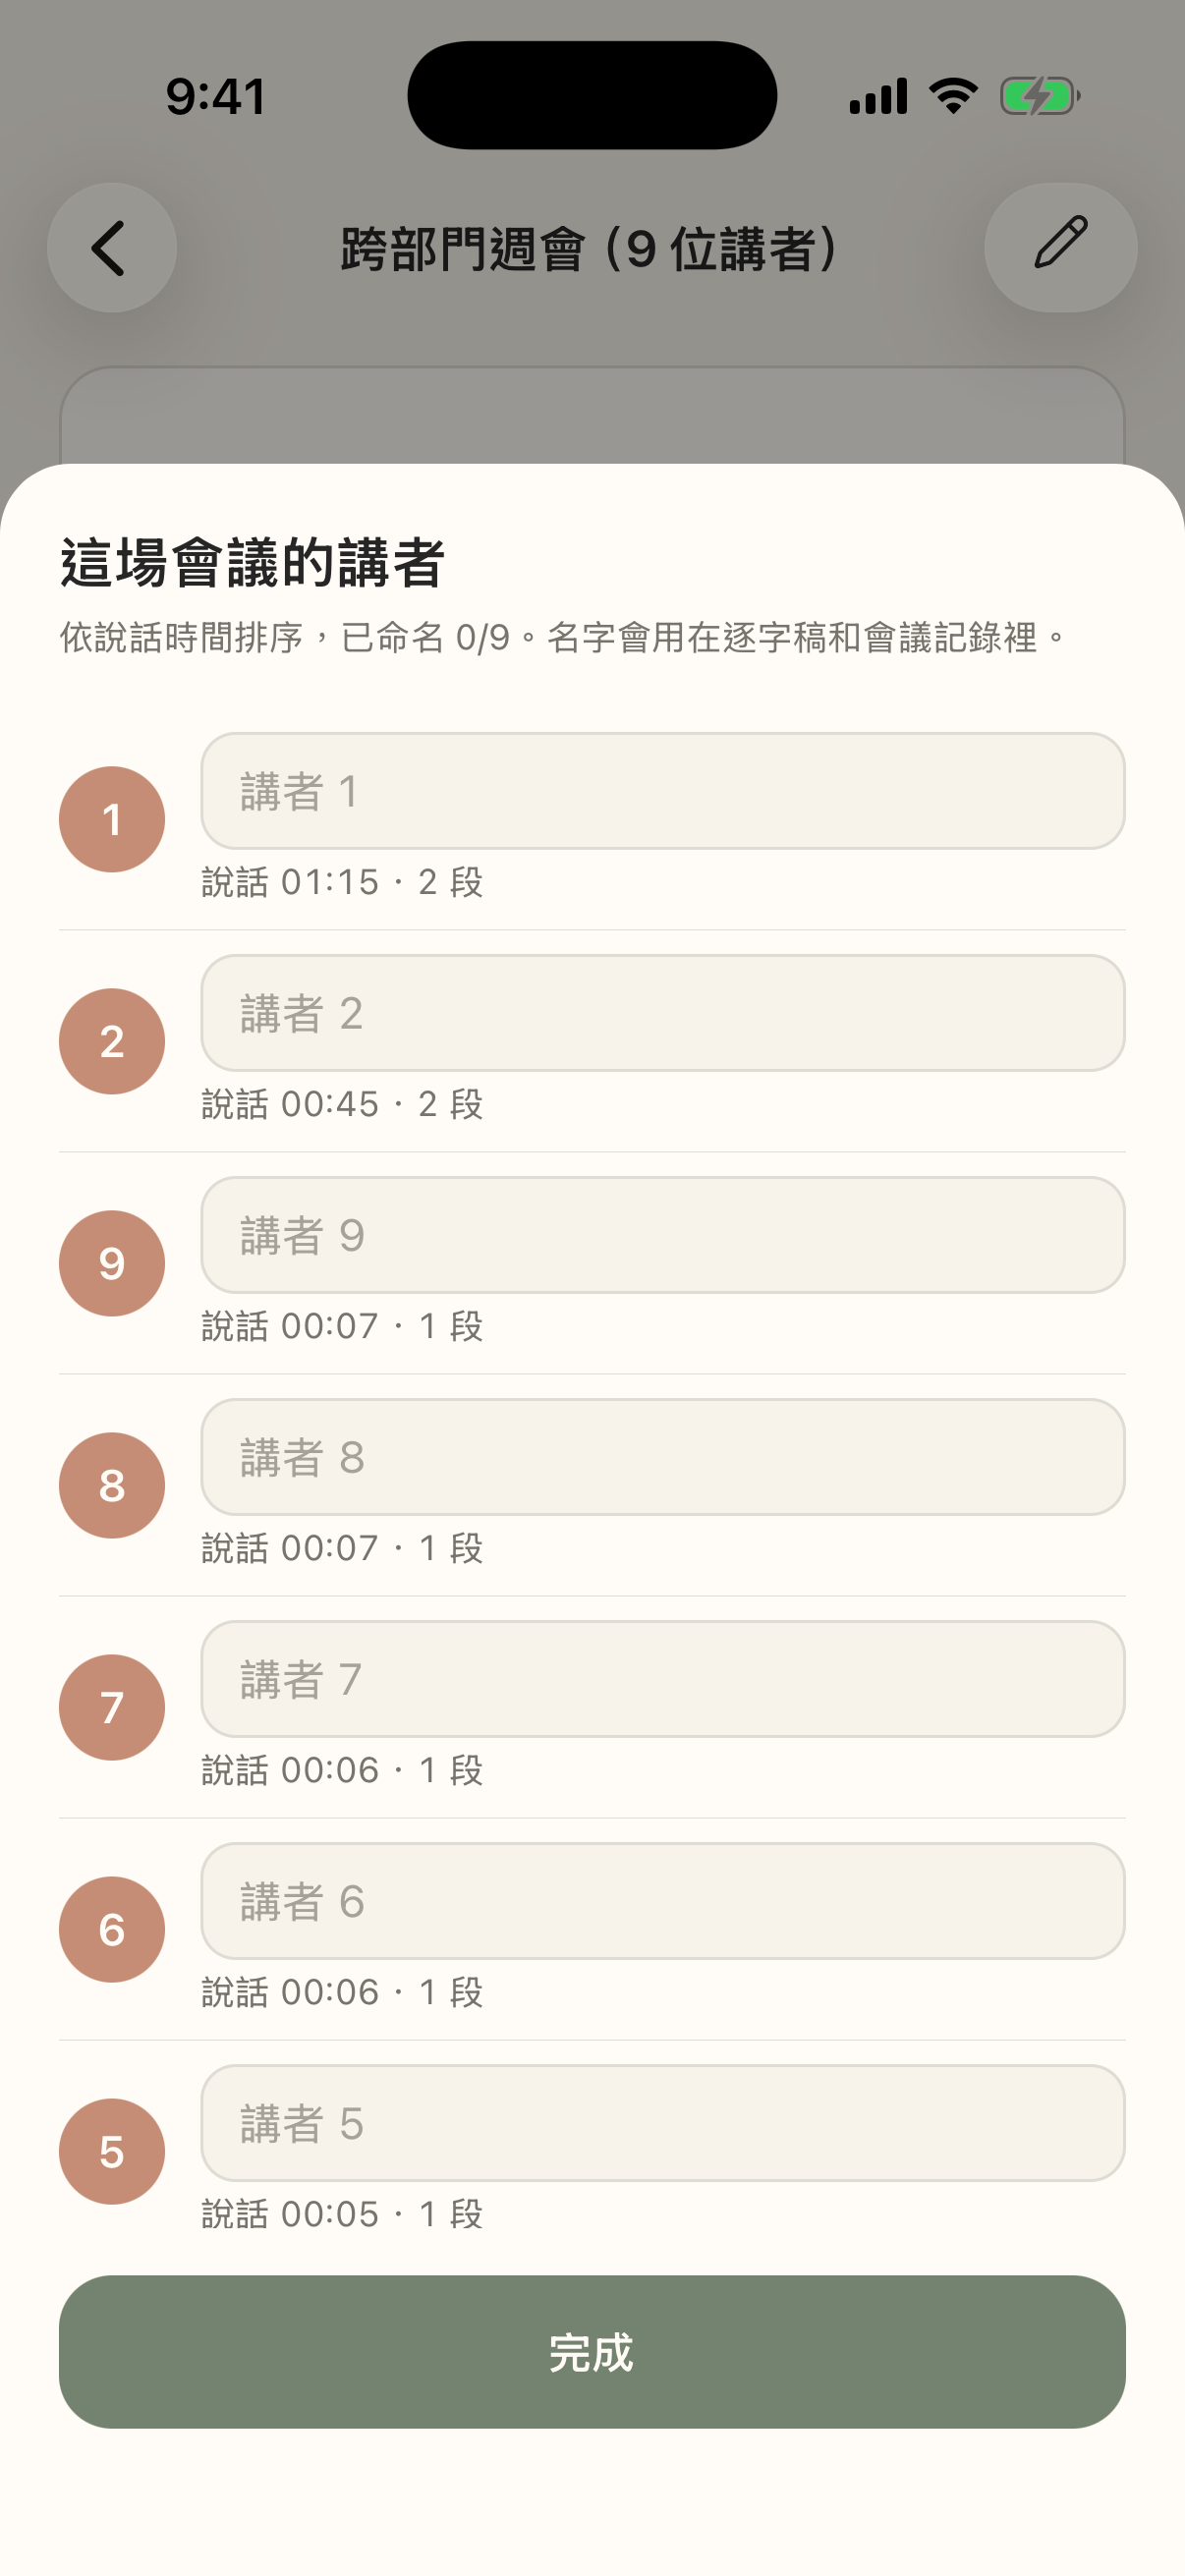 9:41
跨部門週會（9 位講者）
這場會議的講者
依說話時間排序，已命名 0/9。名字會用在逐字稿和會議記錄裡。
1
講者 1
說話 01:15 · 2 段
2
講者 2
說話 00:45 · 2 段
9
講者 9
說話 00:07 · 1 段
8
講者 8
說話 00:07 · 1 段
7
講者 7
說話 00:06 · 1 段
6
講者 6
說話 00:06 · 1 段
5
講者 5
說話 00:05 · 1 段
完成